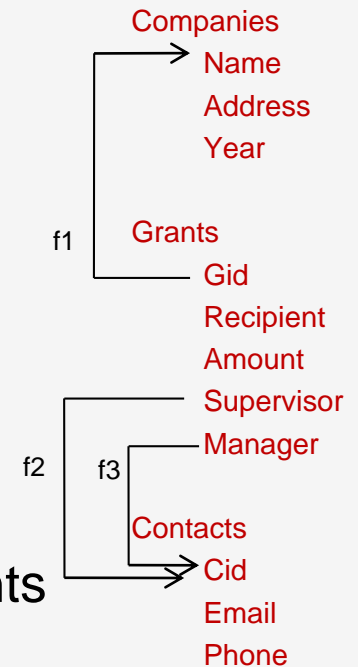 Companies
Name
Address
Year
f1
Grants
Gid
Recipient
Amount
Supervisor
Manager
f2
f3
Contacts
Cid
Email
Phone